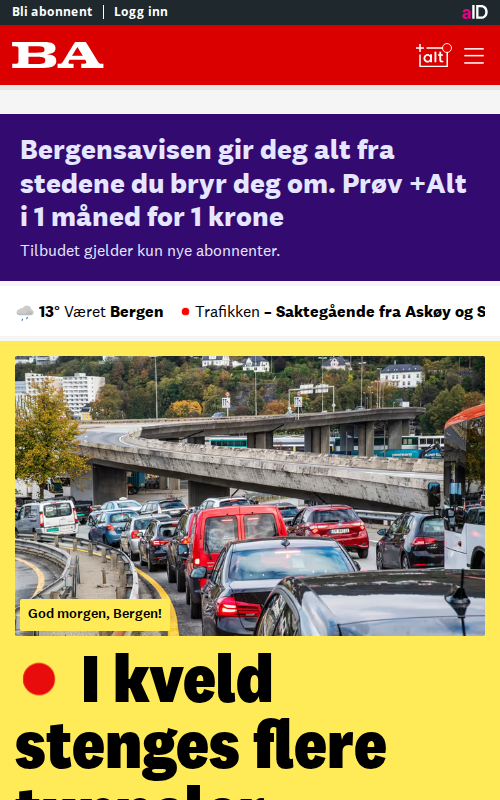 Bli abonnent
Logg inn
aID
BA
+alt
Bergensavisen gir deg alt fra
stedene du bryr deg om. Prøv +Alt
i 1 måned for 1 krone
Tilbudet gjelder kun nye abonnenter.
13° Været Bergen
Trafikken – Saktegående fra Askøy og S
God morgen, Bergen!
I kveld
stenges flere
tunneler